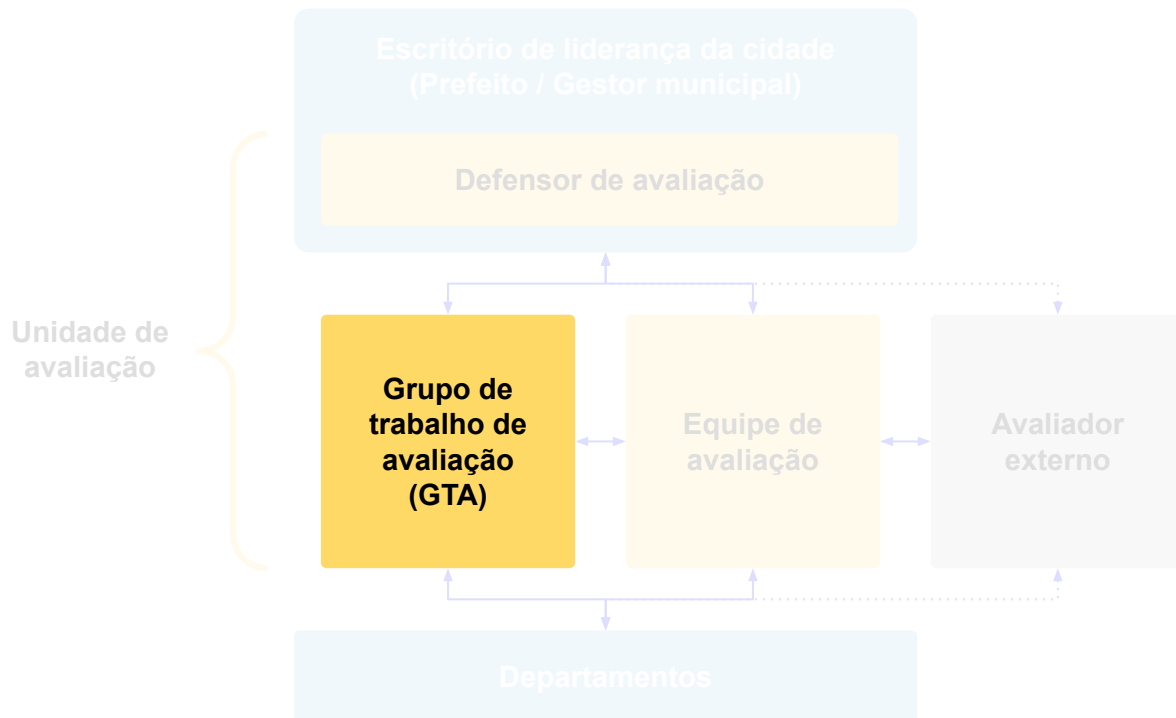 Escritório de liderança da cidade
(Prefeito / Gestor municipal)
Defensor de avaliação
Unidade de
avaliação
Grupo de
trabalho de
avaliação
(GTA)
Equipe de
avaliação
Avaliador
externo
Departamentos